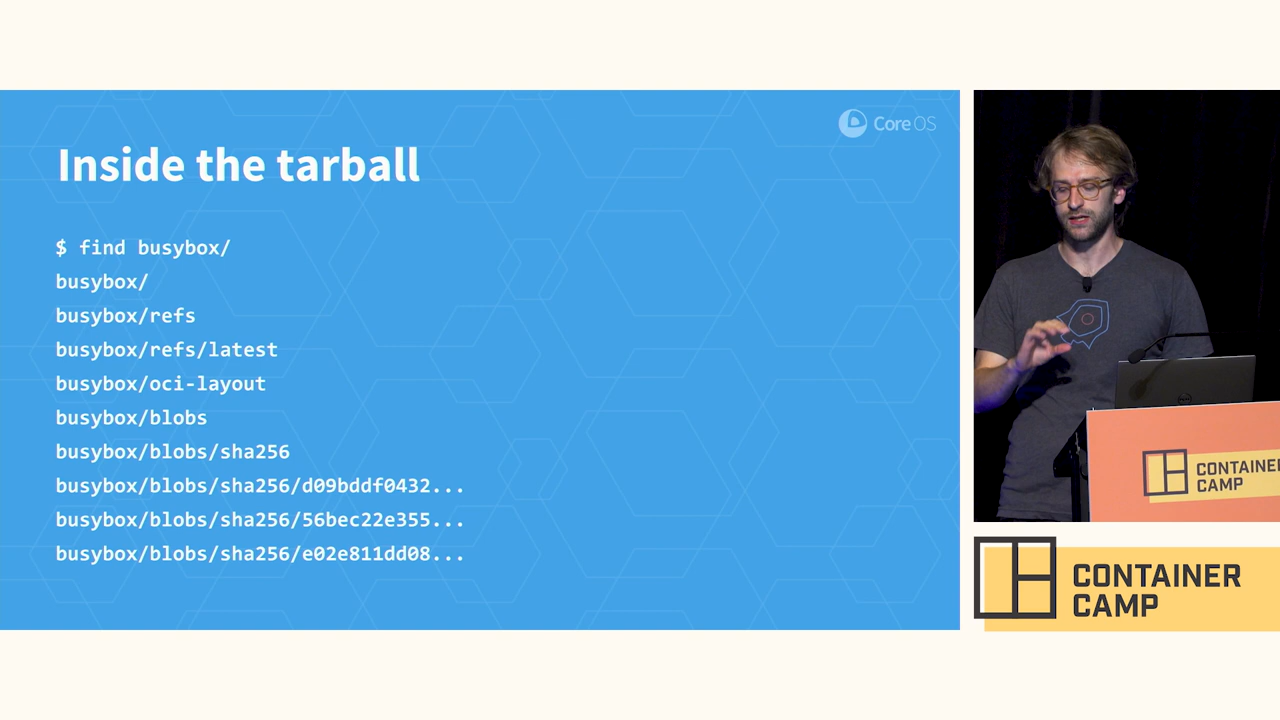 CoreOS
Inside the tarball
$ find busybox/
busybox/
busybox/refs
busybox/refs/latest
busybox/oci-layout
busybox/blobs
busybox/blobs/sha256
busybox/blobs/sha256/d09bddf0432...
busybox/blobs/sha256/56bec22e355...
busybox/blobs/sha256/e02e811dd08...
CONTAINER
CAMP
CONTAINER
CAMP